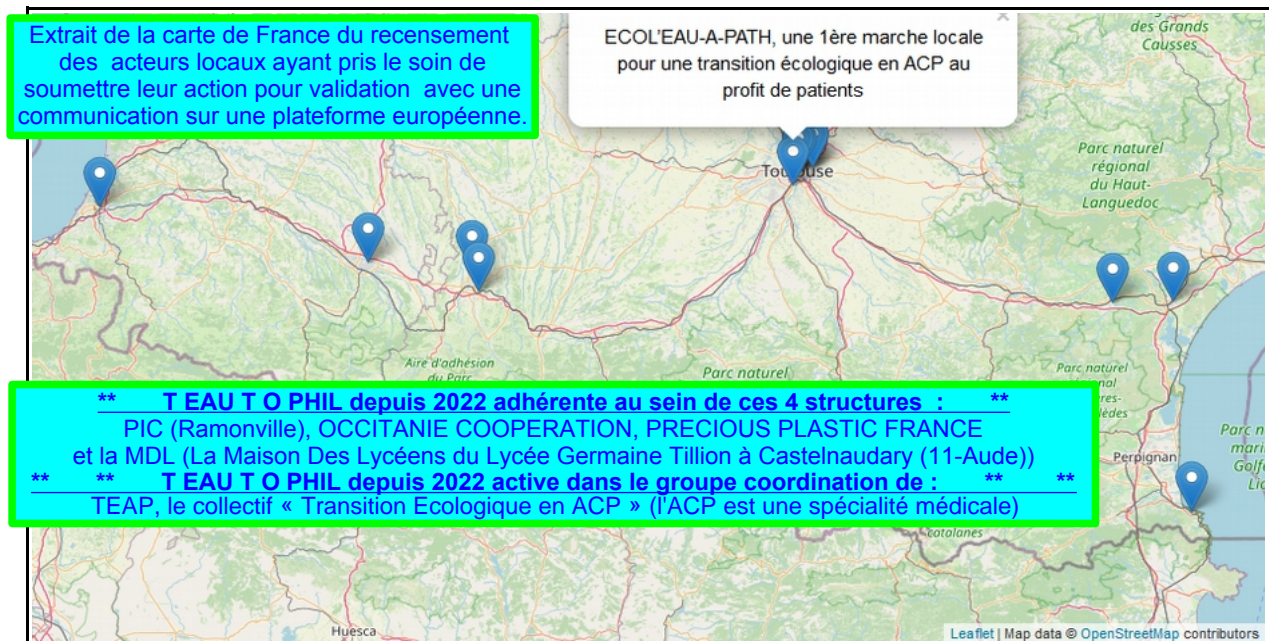 Extrait de la carte de France du recensement
des acteurs locaux ayant pris le soin de
soumettre leur action pour validation avec une
communication sur une plateforme européenne.
×
ECOL'EAU-A-PATH, une 1ère marche locale
pour une transition écologique en ACP au
profit de patients
des Grands
Causses
Toulouse
Parc naturel
régional
du Haut-
Languedoc
Aire d'adhésion
du Parc
Parc naturel
Parc naturel
** T EAU T O PHIL depuis 2022 adhérente au sein de ces 4 structures : **
PIC (Ramonville), OCCITANIE COOPERATION, PRECIOUS PLASTIC FRANCE
et la MDL (La Maison Des Lycéens du Lycée Germaine Tillion à Castelnaudary (11-Aude))
** ** T EAU T O PHIL depuis 2022 active dans le groupe coordination de : ** **
TEAP, le collectif « Transition Ecologique en ACP » (l'ACP est une spécialité médicale)
Perpignan
Parc n
marin
Golfe
Lio
catalanes
Huesca
Leaflet | Map data © OpenStreetMap contributors